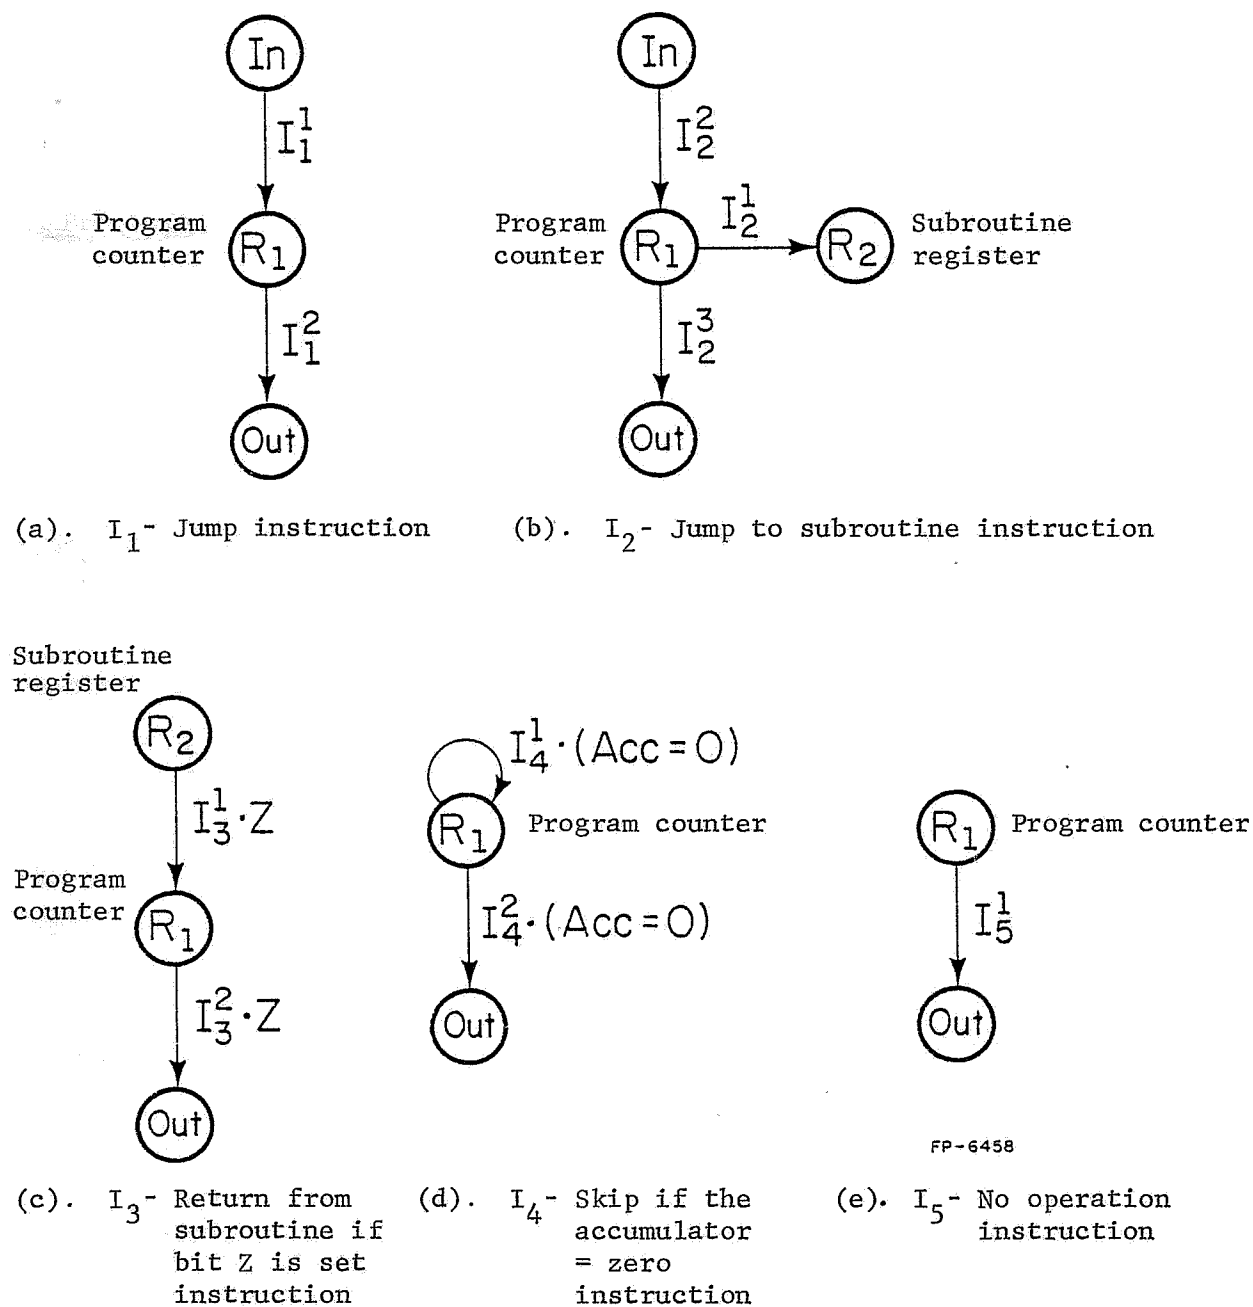 In
I₁¹
Program
counter
R₁
I₁²
Out
(a). I₁- Jump instruction
In
I₂²
Program
counter
R₁
I₂¹
R₂
Subroutine
register
I₂³
Out
(b). I₂- Jump to subroutine instruction
Subroutine
register
R₂
I₃¹·Z
Program
counter
R₁
I₃²·Z
Out
(c). I₃- Return from
subroutine if
bit Z is set
instruction
I₄¹·(Acc=0)
R₁
Program counter
I₄²·(Acc=0)
Out
(d). I₄- Skip if the
accumulator
= zero
instruction
R₁
Program counter
I₅¹
Out
FP-6458
(e). I₅- No operation
instruction